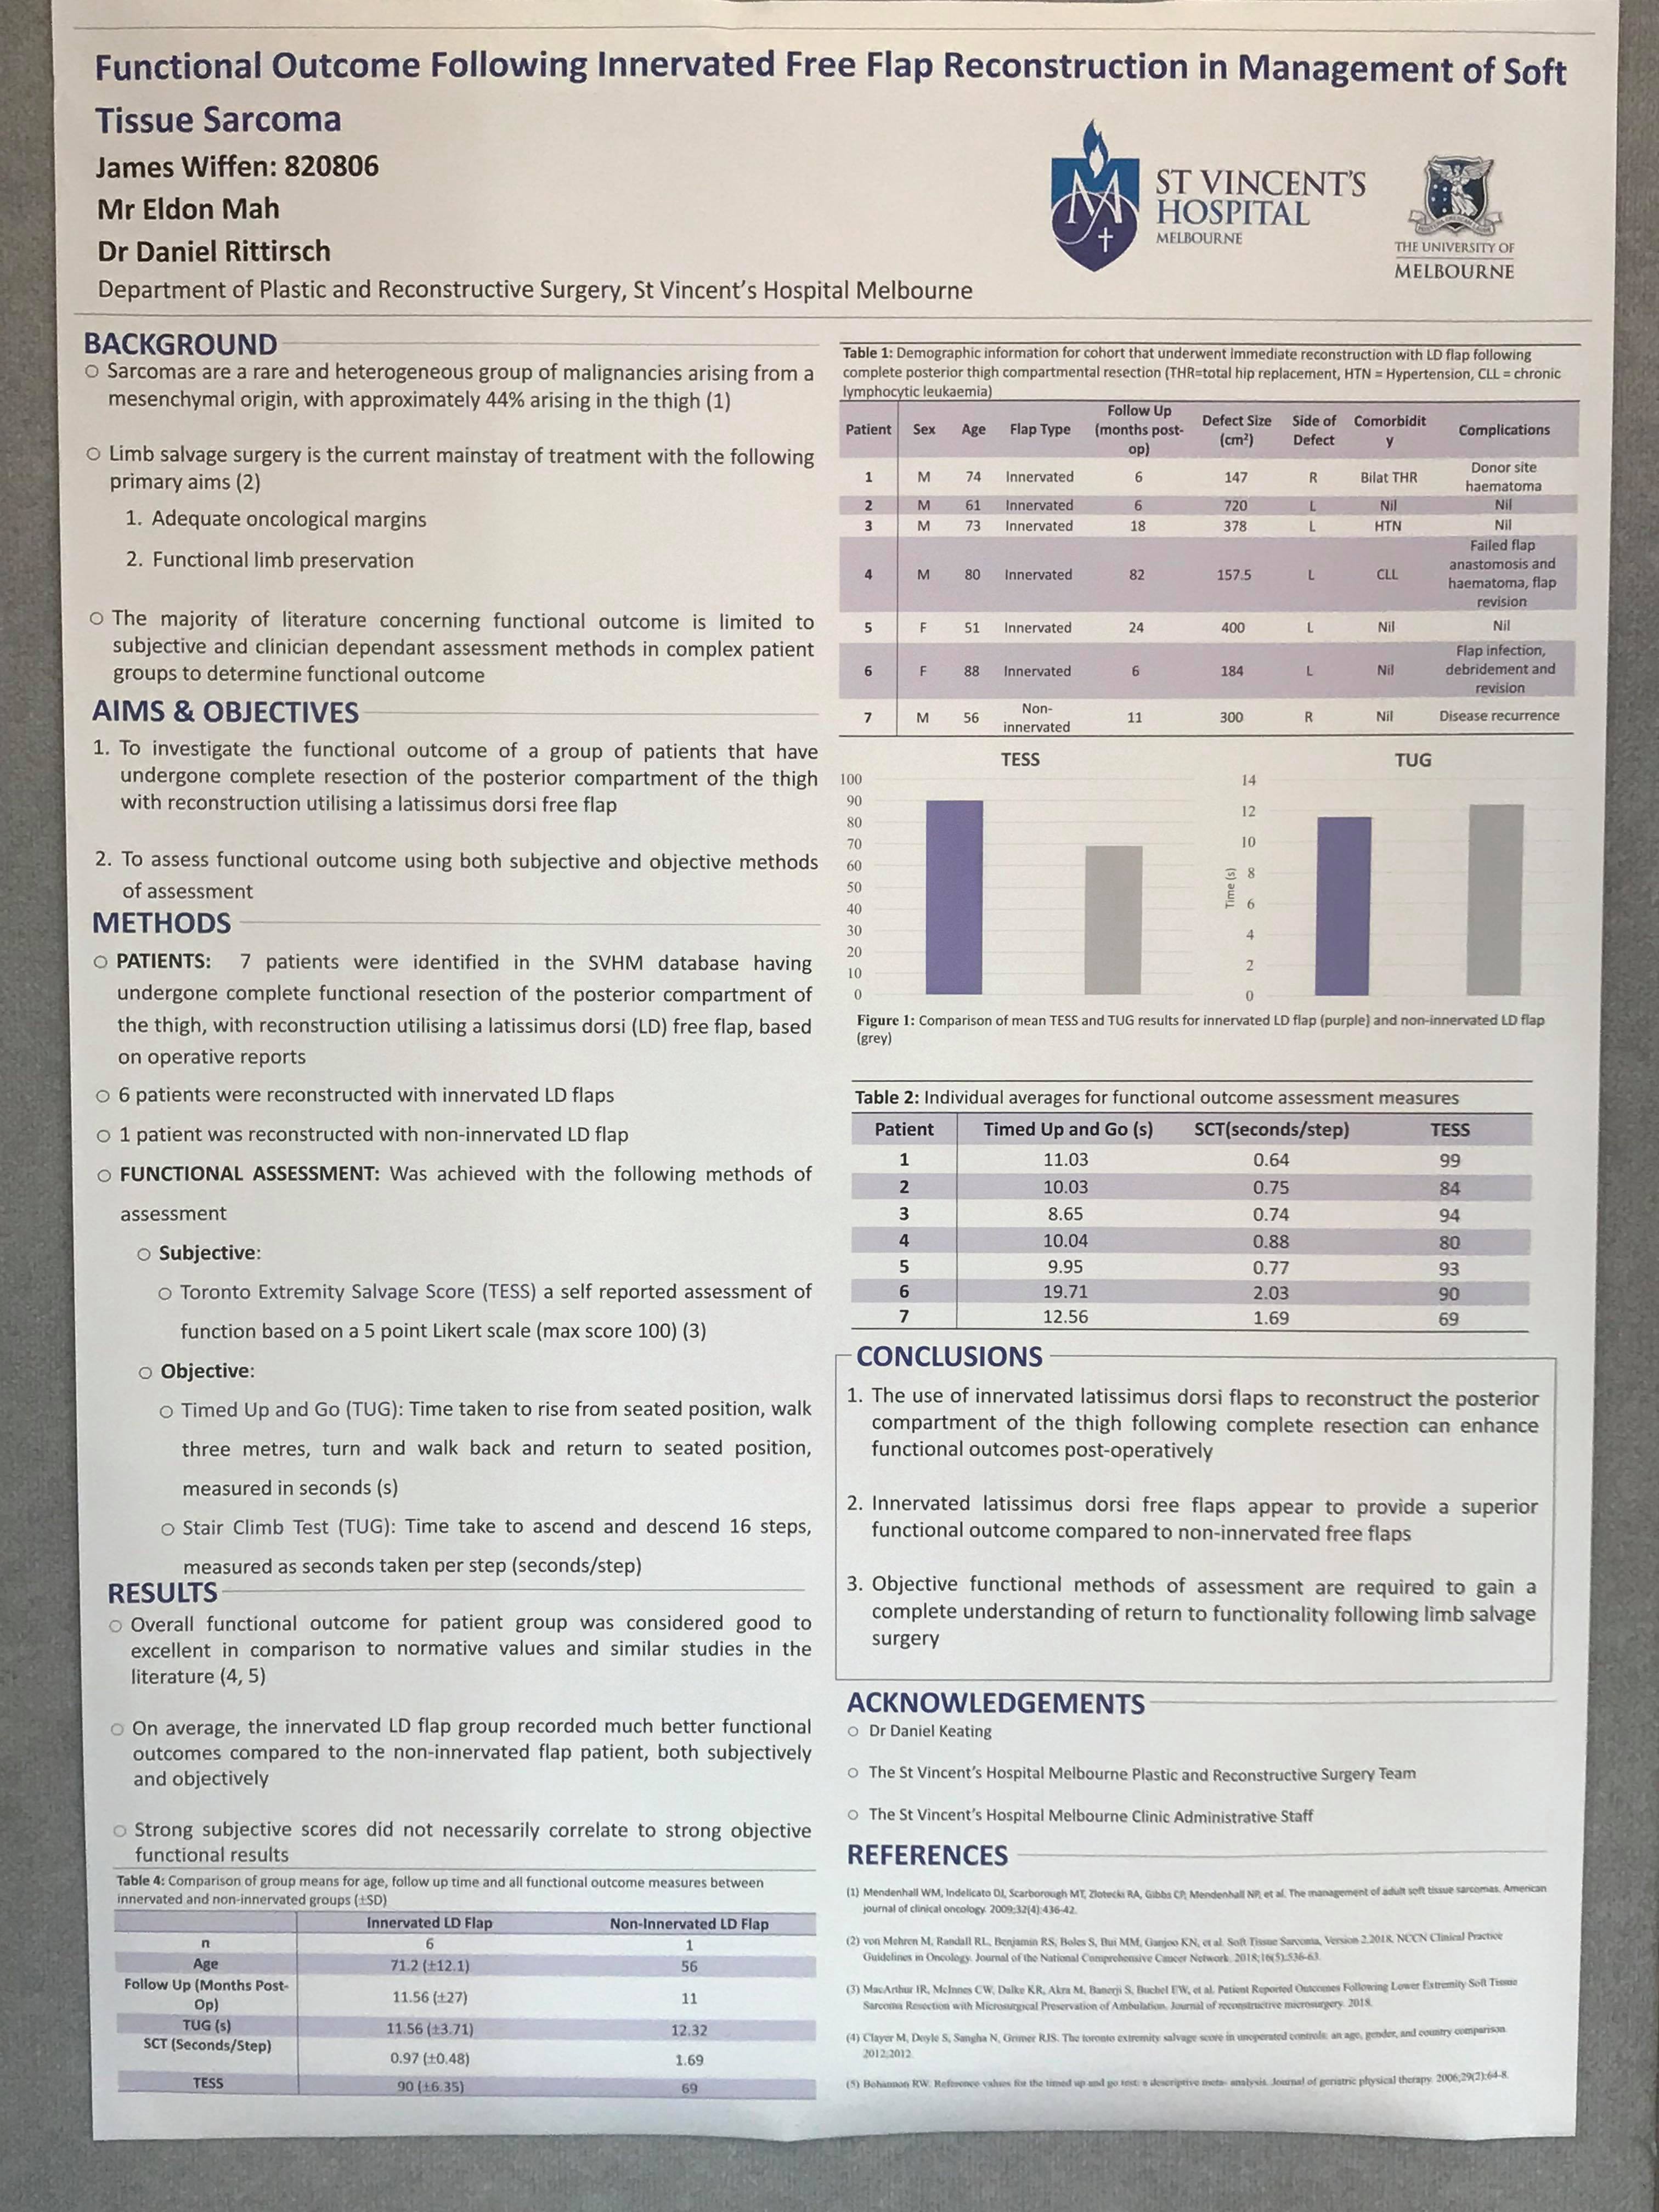 Functional Outcome Following Innervated Free Flap Reconstruction in Management of Soft
Tissue Sarcoma
James Wiffen: 820806
Mr Eldon Mah
Dr Daniel Rittirsch
Department of Plastic and Reconstructive Surgery, St Vincent's Hospital Melbourne
ST VINCENT'S
HOSPITAL
MELBOURNE
THE UNIVERSITY OF
MELBOURNE
BACKGROUND
○ Sarcomas are a rare and heterogeneous group of malignancies arising from a
mesenchymal origin, with approximately 44% arising in the thigh (1)
○ Limb salvage surgery is the current mainstay of treatment with the following
primary aims (2)
1. Adequate oncological margins
2. Functional limb preservation
○ The majority of literature concerning functional outcome is limited to
subjective and clinician dependant assessment methods in complex patient
groups to determine functional outcome
AIMS & OBJECTIVES
1. To investigate the functional outcome of a group of patients that have
undergone complete resection of the posterior compartment of the thigh
with reconstruction utilising a latissimus dorsi free flap
2. To assess functional outcome using both subjective and objective methods
of assessment
METHODS
○ PATIENTS: 7 patients were identified in the SVHM database having
undergone complete functional resection of the posterior compartment of
the thigh, with reconstruction utilising a latissimus dorsi (LD) free flap, based
on operative reports
○ 6 patients were reconstructed with innervated LD flaps
○ 1 patient was reconstructed with non-innervated LD flap
○ FUNCTIONAL ASSESSMENT: Was achieved with the following methods of
assessment
○ Subjective:
○ Toronto Extremity Salvage Score (TESS) a self reported assessment of
function based on a 5 point Likert scale (max score 100) (3)
○ Objective:
○ Timed Up and Go (TUG): Time taken to rise from seated position, walk
three metres, turn and walk back and return to seated position,
measured in seconds (s)
○ Stair Climb Test (TUG): Time take to ascend and descend 16 steps,
measured as seconds taken per step (seconds/step)
RESULTS
○ Overall functional outcome for patient group was considered good to
excellent in comparison to normative values and similar studies in the
literature (4, 5)
○ On average, the innervated LD flap group recorded much better functional
outcomes compared to the non-innervated flap patient, both subjectively
and objectively
○ Strong subjective scores did not necessarily correlate to strong objective
functional results
Table 4: Comparison of group means for age, follow up time and all functional outcome measures between
innervated and non-innervated groups (±SD)
Innervated LD Flap Non-Innervated LD Flap
n 6 1
Age 71.2 (±12.1) 56
Follow Up (Months Post-
Op) 11.56 (±27) 11
TUG (s) 11.56 (±3.71) 12.32
SCT (Seconds/Step)
0.97 (±0.48) 1.69
TESS 90 (±6.35) 69
Table 1: Demographic information for cohort that underwent immediate reconstruction with LD flap following
complete posterior thigh compartmental resection (THR=total hip replacement, HTN = Hypertension, CLL = chronic
lymphocytic leukaemia)
Patient Sex Age Flap Type Follow Up (months post-op) Defect Size (cm²) Side of Defect Comorbidit y Complications
1 M 74 Innervated 6 147 R Bilat THR Donor site haematoma
2 M 61 Innervated 6 720 L Nil Nil
3 M 73 Innervated 18 378 L HTN Nil
4 M 80 Innervated 82 157.5 L CLL Failed flap anastomosis and haematoma, flap revision
5 F 51 Innervated 24 400 L Nil Nil
6 F 88 Innervated 6 184 L Nil Flap infection, debridement and revision
7 M 56 Non-innervated 11 300 R Nil Disease recurrence
TESS
100
90
80
70
60
50
40
30
20
10
0
TUG
Time (s)
14
12
10
8
6
4
2
0
Figure 1: Comparison of mean TESS and TUG results for innervated LD flap (purple) and non-innervated LD flap
(grey)
Table 2: Individual averages for functional outcome assessment measures
Patient Timed Up and Go (s) SCT(seconds/step) TESS
1 11.03 0.64 99
2 10.03 0.75 84
3 8.65 0.74 94
4 10.04 0.88 80
5 9.95 0.77 93
6 19.71 2.03 90
7 12.56 1.69 69
CONCLUSIONS
1. The use of innervated latissimus dorsi flaps to reconstruct the posterior
compartment of the thigh following complete resection can enhance
functional outcomes post-operatively
2. Innervated latissimus dorsi free flaps appear to provide a superior
functional outcome compared to non-innervated free flaps
3. Objective functional methods of assessment are required to gain a
complete understanding of return to functionality following limb salvage
surgery
ACKNOWLEDGEMENTS
○ Dr Daniel Keating
○ The St Vincent's Hospital Melbourne Plastic and Reconstructive Surgery Team
○ The St Vincent's Hospital Melbourne Clinic Administrative Staff
REFERENCES
(1) Mendenhall WM, Indelicato DJ, Scarborough MT, Zlotecki RA, Gibbs CP, Mendenhall NP, et al. The management of adult soft tissue sarcomas. American
journal of clinical oncology. 2009;32(4):436-42.
(2) von Mehren M, Randall RL, Benjamin RS, Boles S, Bui MM, Ganjoo KN, et al. Soft Tissue Sarcoma, Version 2.2018, NCCN Clinical Practice
Guidelines in Oncology. Journal of the National Comprehensive Cancer Network. 2018;16(5):536-63.
(3) MacArthur IR, McInnes CW, Dalke KR, Akra M, Banerji S, Buchel EW, et al. Patient Reported Outcomes Following Lower Extremity Soft Tissue
Sarcoma Resection with Microsurgical Preservation of Ambulation. Journal of reconstructive microsurgery. 2018.
(4) Clayer M, Doyle S, Sangha N, Grimer RJS. The toronto extremity salvage score in unoperated controls: an age, gender, and country comparison.
2012;2012.
(5) Bohannon RW. Reference values for the timed up and go test: a descriptive meta-analysis. Journal of geriatric physical therapy. 2006;29(2):64-8.